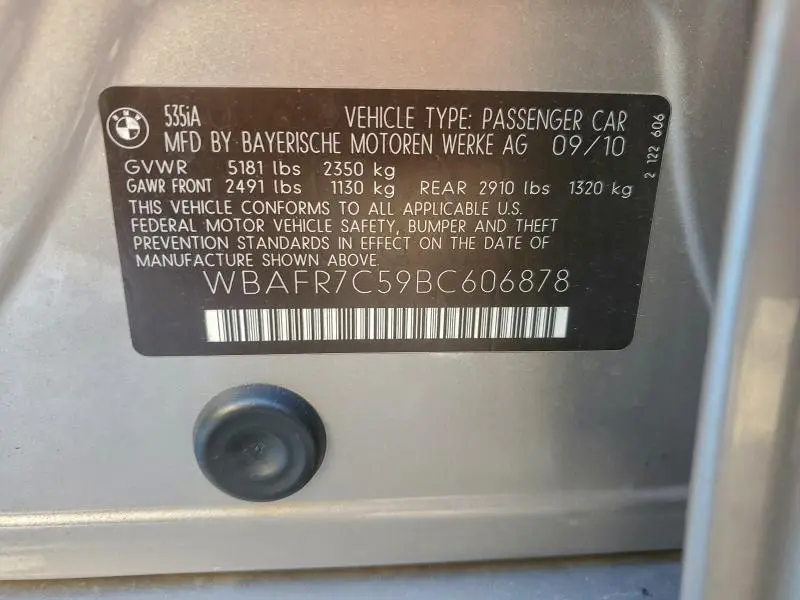 BMW
535iA VEHICLE TYPE: PASSENGER CAR
MFD BY BAYERISCHE MOTOREN WERKE AG 09/10
GVWR 5181 lbs 2350 kg
GAWR FRONT 2491 lbs 1130 kg REAR 2910 lbs 1320 kg
THIS VEHICLE CONFORMS TO ALL APPLICABLE U.S.
FEDERAL MOTOR VEHICLE SAFETY, BUMPER AND THEFT
PREVENTION STANDARDS IN EFFECT ON THE DATE OF
MANUFACTURE SHOWN ABOVE.
WBAFR7C59BC606878
2 122 606